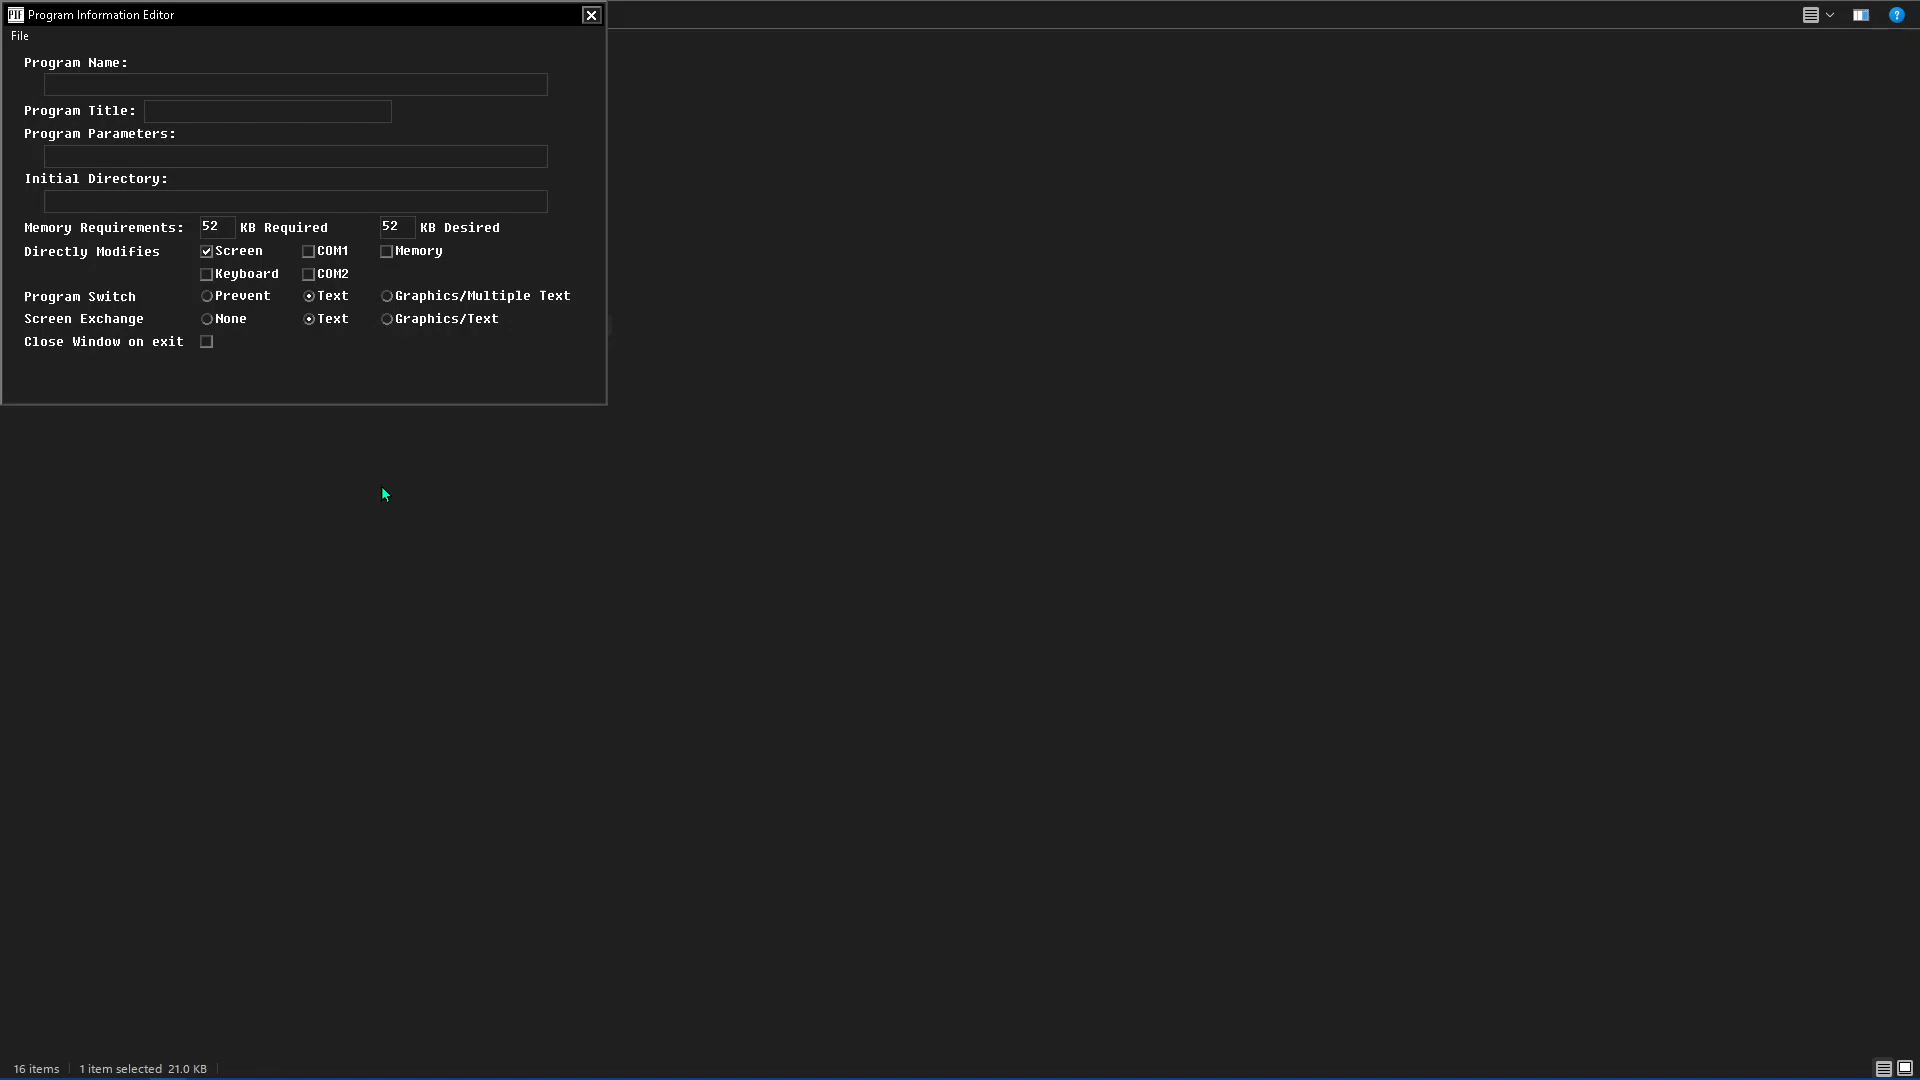 PIF Program Information Editor
File
Program Name:
Program Title:
Program Parameters:
Initial Directory:
Memory Requirements: 52 KB Required 52 KB Desired
Directly Modifies Screen COM1 Memory
Keyboard COM2
Program Switch Prevent Text Graphics/Multiple Text
Screen Exchange None Text Graphics/Text
Close Window on exit
16 items 1 item selected 21.0 KB